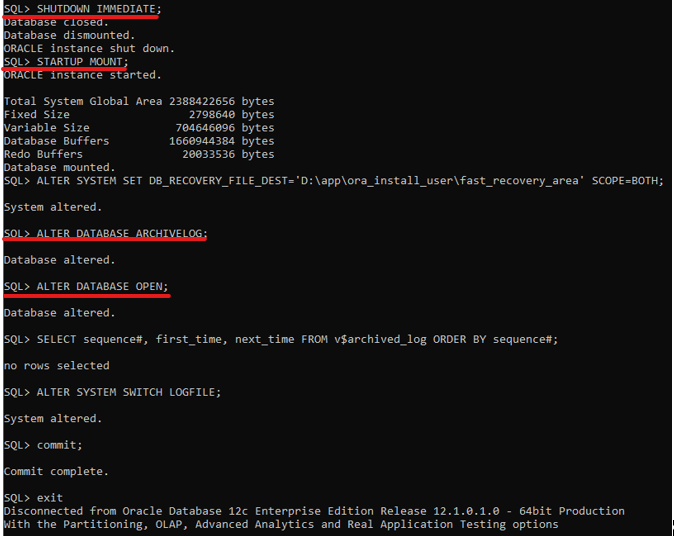 SQL> SHUTDOWN IMMEDIATE;
Database closed.
Database dismounted.
ORACLE instance shut down.
SQL> STARTUP MOUNT;
ORACLE instance started.
Total System Global Area 2388422656 bytes
Fixed Size 2798640 bytes
Variable Size 704646096 bytes
Database Buffers 1660944384 bytes
Redo Buffers 20033536 bytes
Database mounted.
SQL> ALTER SYSTEM SET DB_RECOVERY_FILE_DEST='D:\app\ora_install_user\fast_recovery_area' SCOPE=BOTH;
System altered.
SQL> ALTER DATABASE ARCHIVELOG;
Database altered.
SQL> ALTER DATABASE OPEN;
Database altered.
SQL> SELECT sequence#, first_time, next_time FROM v$archived_log ORDER BY sequence#;
no rows selected
SQL> ALTER SYSTEM SWITCH LOGFILE;
System altered.
SQL> commit;
Commit complete.
SQL> exit
Disconnected from Oracle Database 12c Enterprise Edition Release 12.1.0.1.0 - 64bit Production
With the Partitioning, OLAP, Advanced Analytics and Real Application Testing options